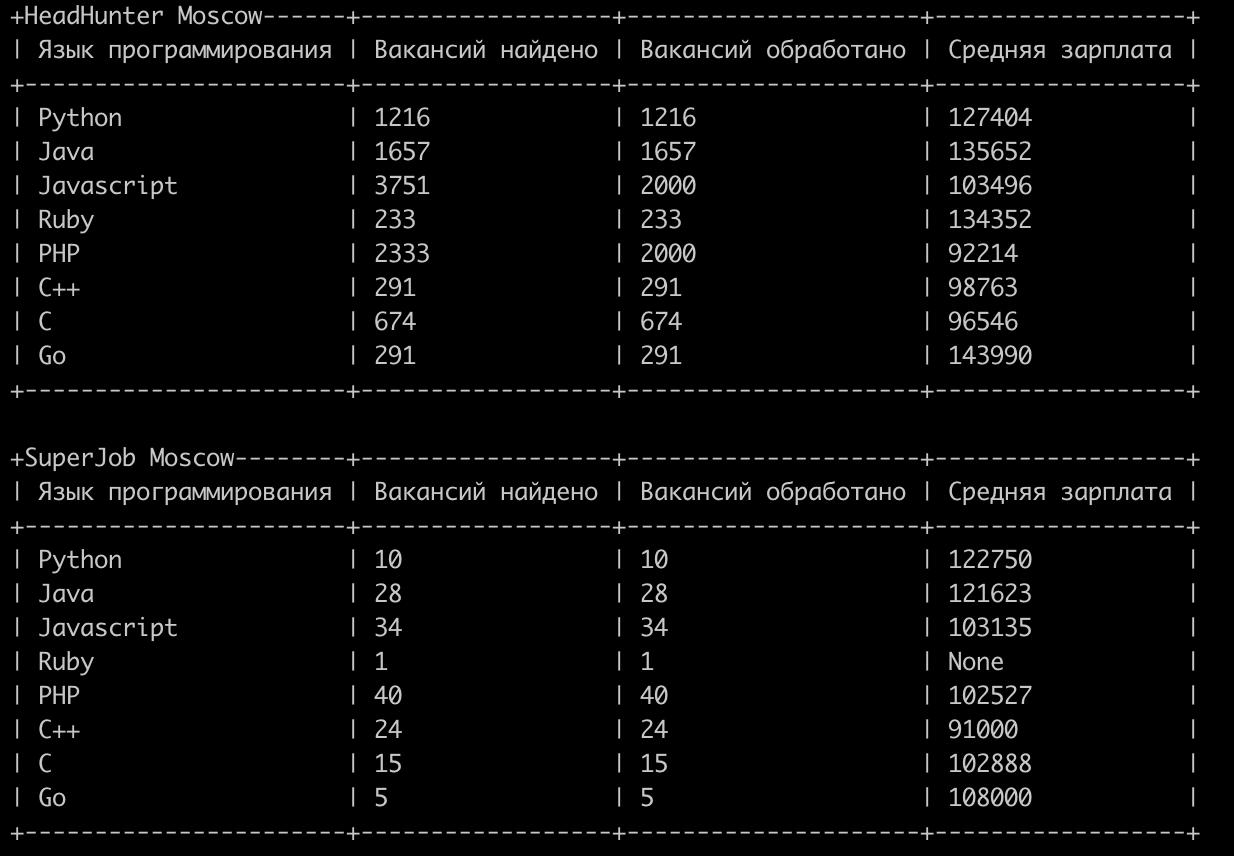 +HeadHunter Moscow------+------------------+----------------------+------------------+
| Язык программирования | Вакансий найдено | Вакансий обработано | Средняя зарплата |
+-----------------------+------------------+---------------------+------------------+
| Python                | 1216             | 1216                | 127404           |
| Java                  | 1657             | 1657                | 135652           |
| Javascript            | 3751             | 2000                | 103496           |
| Ruby                  | 233              | 233                 | 134352           |
| PHP                   | 2333             | 2000                | 92214            |
| C++                   | 291              | 291                 | 98763            |
| C                     | 674              | 674                 | 96546            |
| Go                    | 291              | 291                 | 143990           |
+-----------------------+------------------+---------------------+------------------+
+SuperJob Moscow--------+------------------+---------------------+------------------+
| Язык программирования | Вакансий найдено | Вакансий обработано | Средняя зарплата |
+-----------------------+------------------+---------------------+------------------+
| Python                | 10               | 10                  | 122750           |
| Java                  | 28               | 28                  | 121623           |
| Javascript            | 34               | 34                  | 103135           |
| Ruby                  | 1                | 1                   | None             |
| PHP                   | 40               | 40                  | 102527           |
| C++                   | 24               | 24                  | 91000            |
| C                     | 15               | 15                  | 102888           |
| Go                    | 5                | 5                   | 108000           |
+-----------------------+------------------+---------------------+------------------+